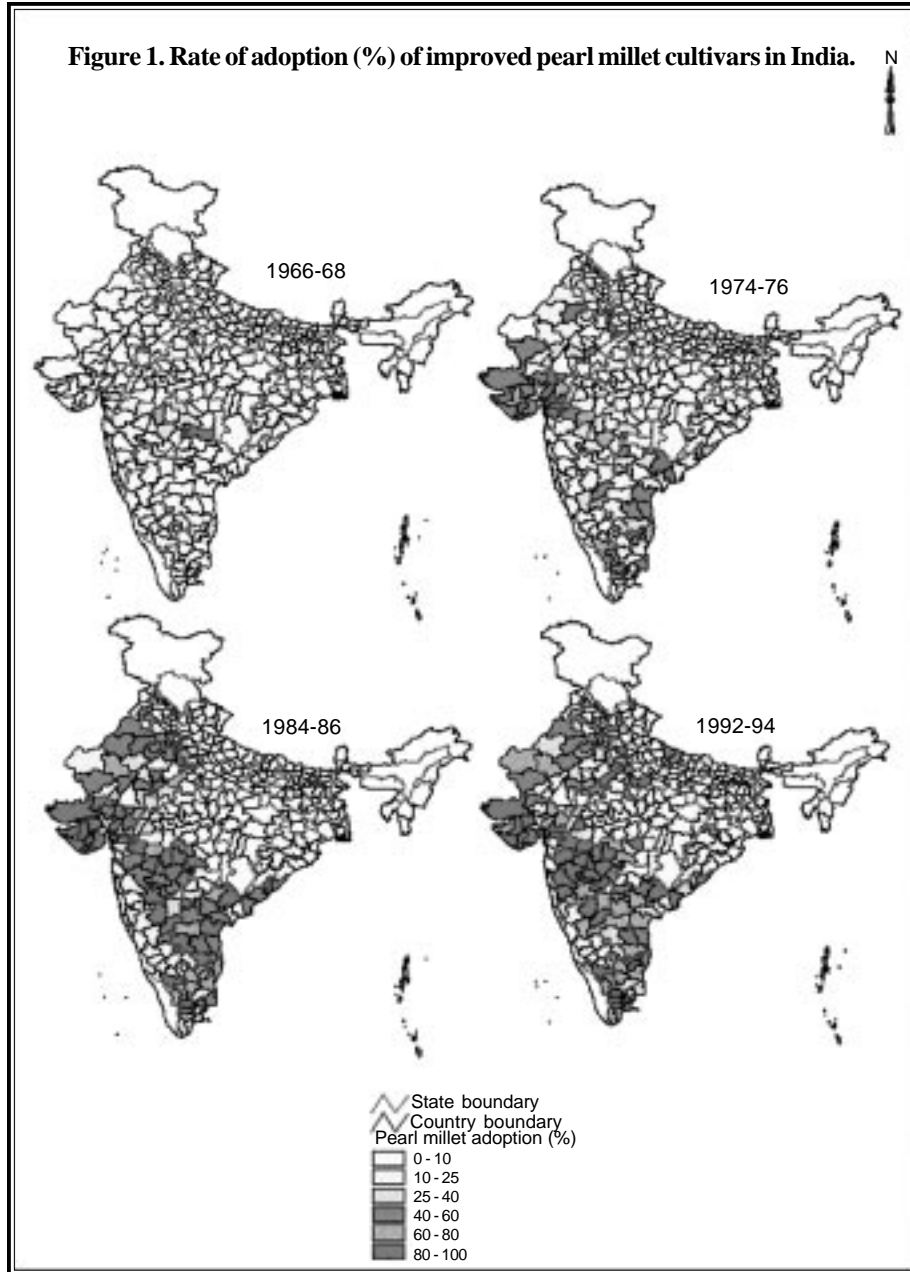 Figure 1. Rate of adoption (%) of improved pearl millet cultivars in India.
N
1966-68
1974-76
1984-86
1992-94
State boundary
Country boundary
Pearl millet adoption (%)
0 - 10
10 - 25
25 - 40
40 - 60
60 - 80
80 - 100